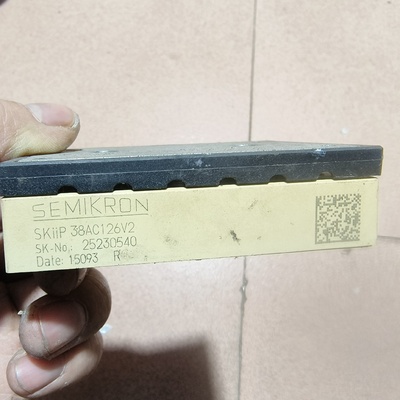 SEMIKRON
SKiiP 38AC126V2
SK-No.: 25230540
Date: 15093 R